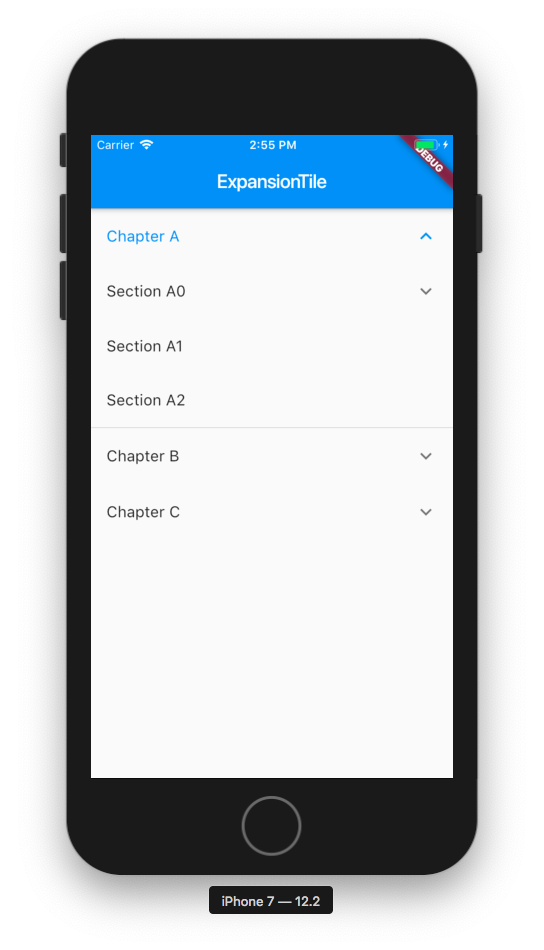 Carrier 2:55 PM
DEBUG
ExpansionTile
Chapter A
Section A0
Section A1
Section A2
Chapter B
Chapter C
iPhone 7 — 12.2